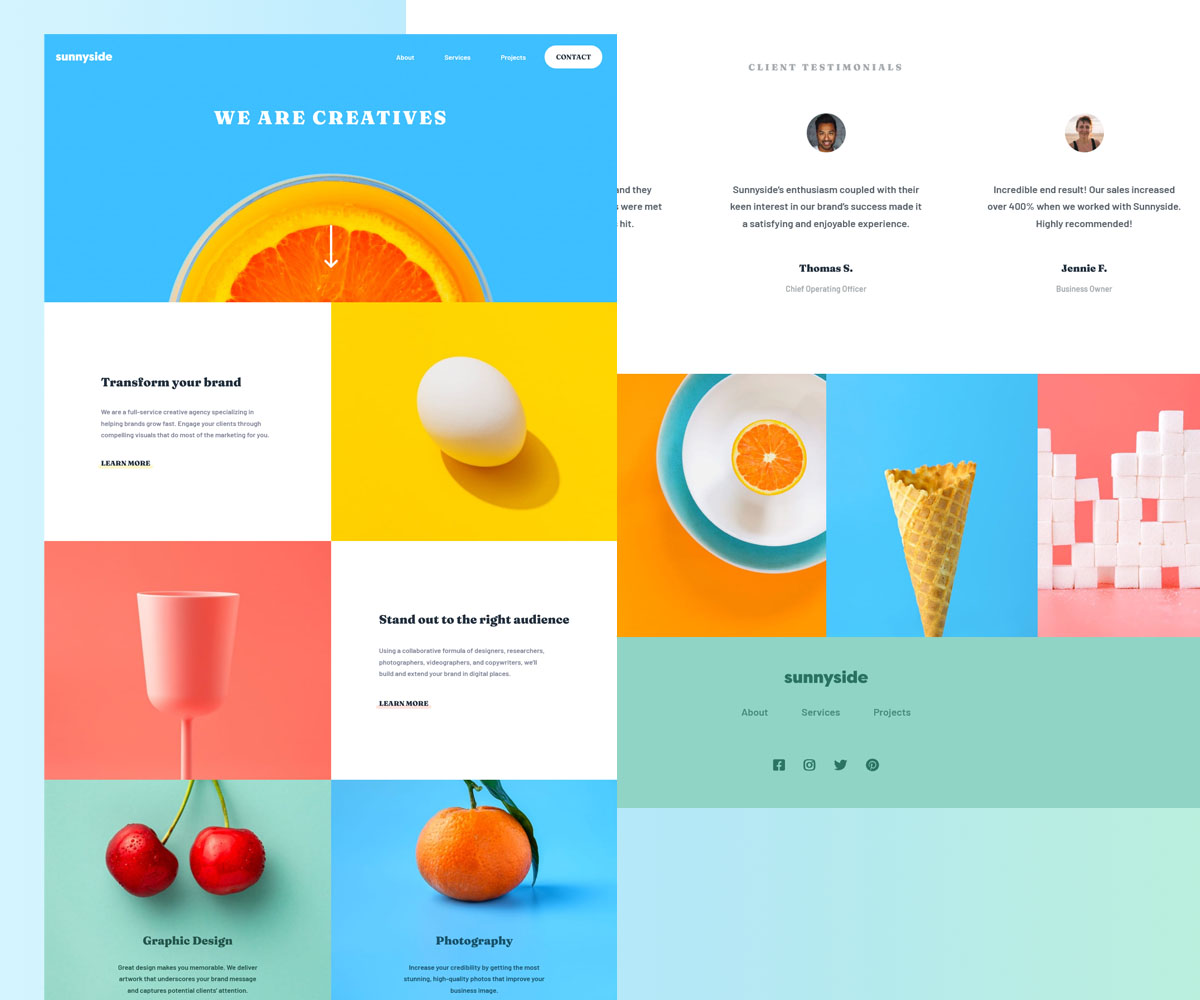 sunnyside
About
Services
Projects
CONTACT
WE ARE CREATIVES
Transform your brand
We are a full-service creative agency specializing in
helping brands grow fast. Engage your clients through
compelling visuals that do most of the marketing for you.
LEARN MORE
Stand out to the right audience
Using a collaborative formula of designers, researchers,
photographers, videographers, and copywriters, we'll
build and extend your brand in digital places.
LEARN MORE
Graphic Design
Great design makes you memorable. We deliver
artwork that underscores your brand message
and captures potential clients' attention.
Photography
Increase your credibility by getting the most
stunning, high-quality photos that improve your
business image.
CLIENT TESTIMONIALS
and they
were met
hit.
Sunnyside's enthusiasm coupled with their
keen interest in our brand's success made it
a satisfying and enjoyable experience.
Thomas S.
Chief Operating Officer
Incredible end result! Our sales increased
over 400% when we worked with Sunnyside.
Highly recommended!
Jennie F.
Business Owner
sunnyside
About
Services
Projects